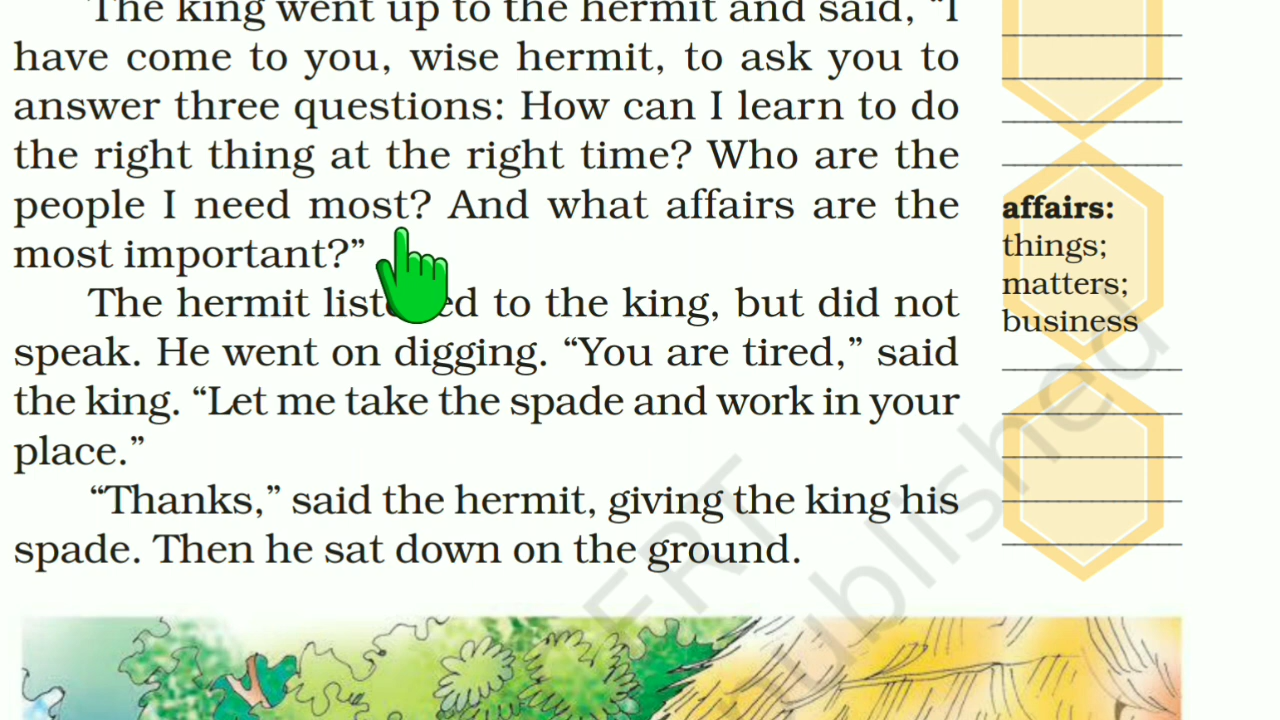 The king went up to the hermit and said, “I
have come to you, wise hermit, to ask you to
answer three questions: How can I learn to do
the right thing at the right time? Who are the
people I need most? And what affairs are the
most important?”
The hermit listened to the king, but did not
speak. He went on digging. “You are tired,” said
the king. “Let me take the spade and work in your
place.”
“Thanks,” said the hermit, giving the king his
spade. Then he sat down on the ground.
affairs:
things;
matters;
business